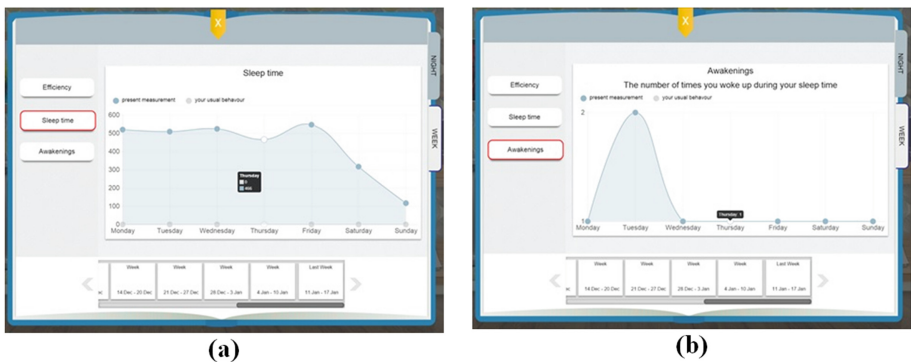 X
NIGHT
WEEK
Efficiency
Sleep time
Awakenings
Sleep time
present measurement your usual behavour
600
500
400
300
200
100
0
Thursday
0
Monday Tuesday Wednesday Thursday Friday Saturday Sunday
Week Week Week Week Last Week
14 Dec - 20 Dec 21 Dec - 27 Dec 28 Dec - 3 Jan 4 Jan - 10 Jan 11 Jan - 17 Jan
(a)
X
NIGHT
WEEK
Efficiency
Sleep time
Awakenings
Awakenings
The number of times you woke up during your sleep time
present measurement your usual behavour
2
1
Thursday: 1
Monday Tuesday Wednesday Thursday Friday Saturday Sunday
Week Week Week Week Last Week
14 Dec - 20 Dec 21 Dec - 27 Dec 28 Dec - 3 Jan 4 Jan - 10 Jan 11 Jan - 17 Jan
(b)